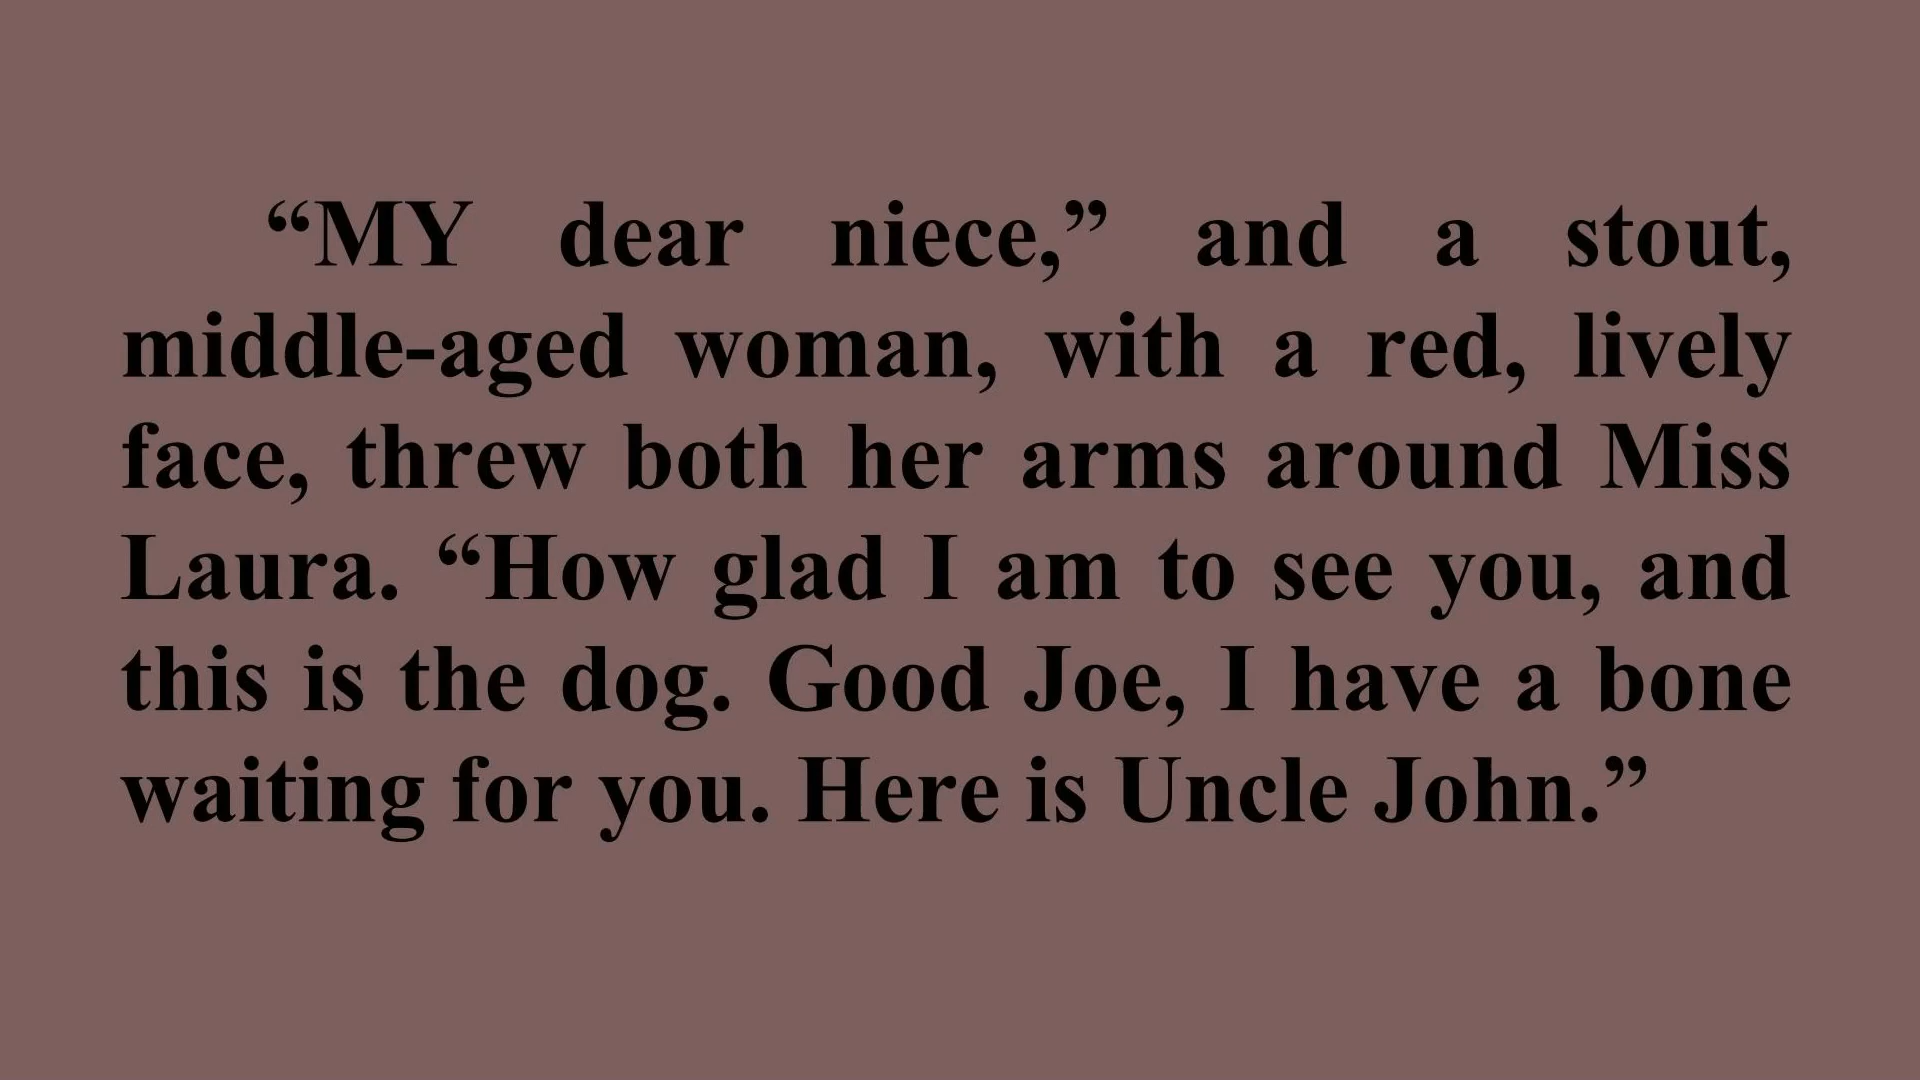 “MY dear niece,” and a stout,
middle-aged woman, with a red, lively
face, threw both her arms around Miss
Laura. “How glad I am to see you, and
this is the dog. Good Joe, I have a bone
waiting for you. Here is Uncle John.”